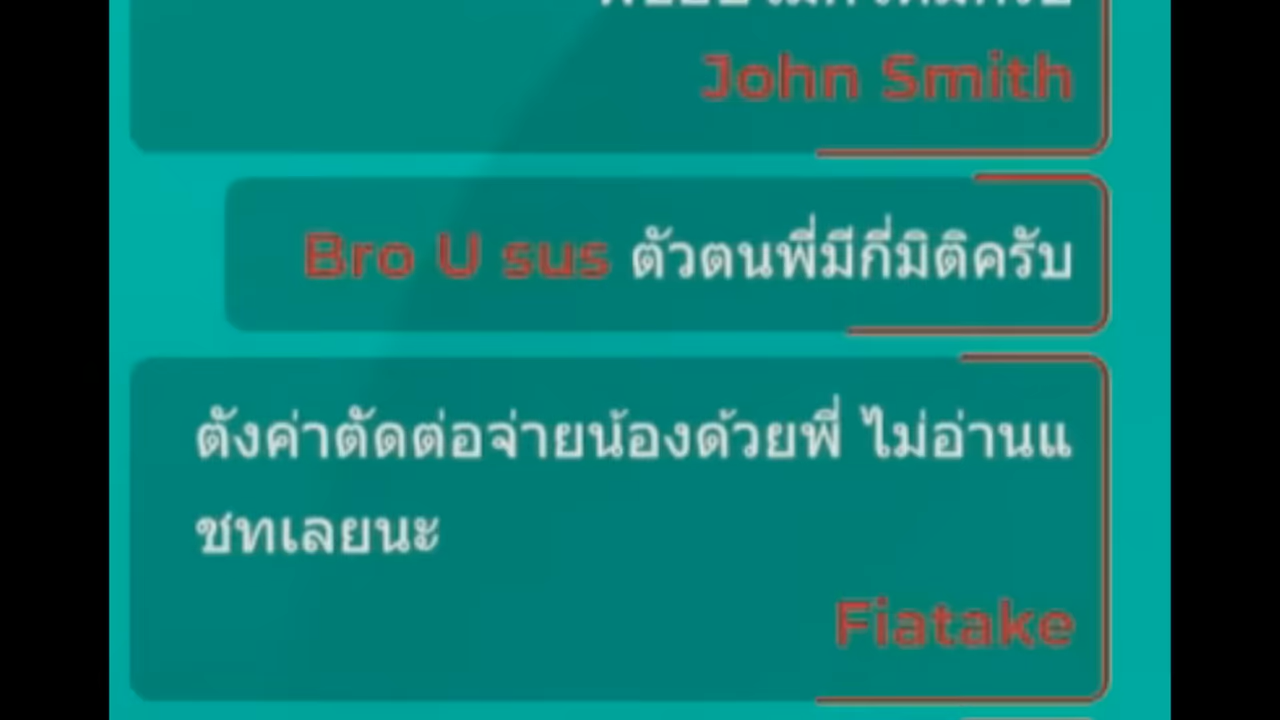 John Smith
Bro U sus ตัวตนพี่มีกี่มิติครับ
ตังค่าตัดต่อจ่ายน้องด้วยพี่ ไม่อ่านแ
ชทเลยนะ
Fiatake